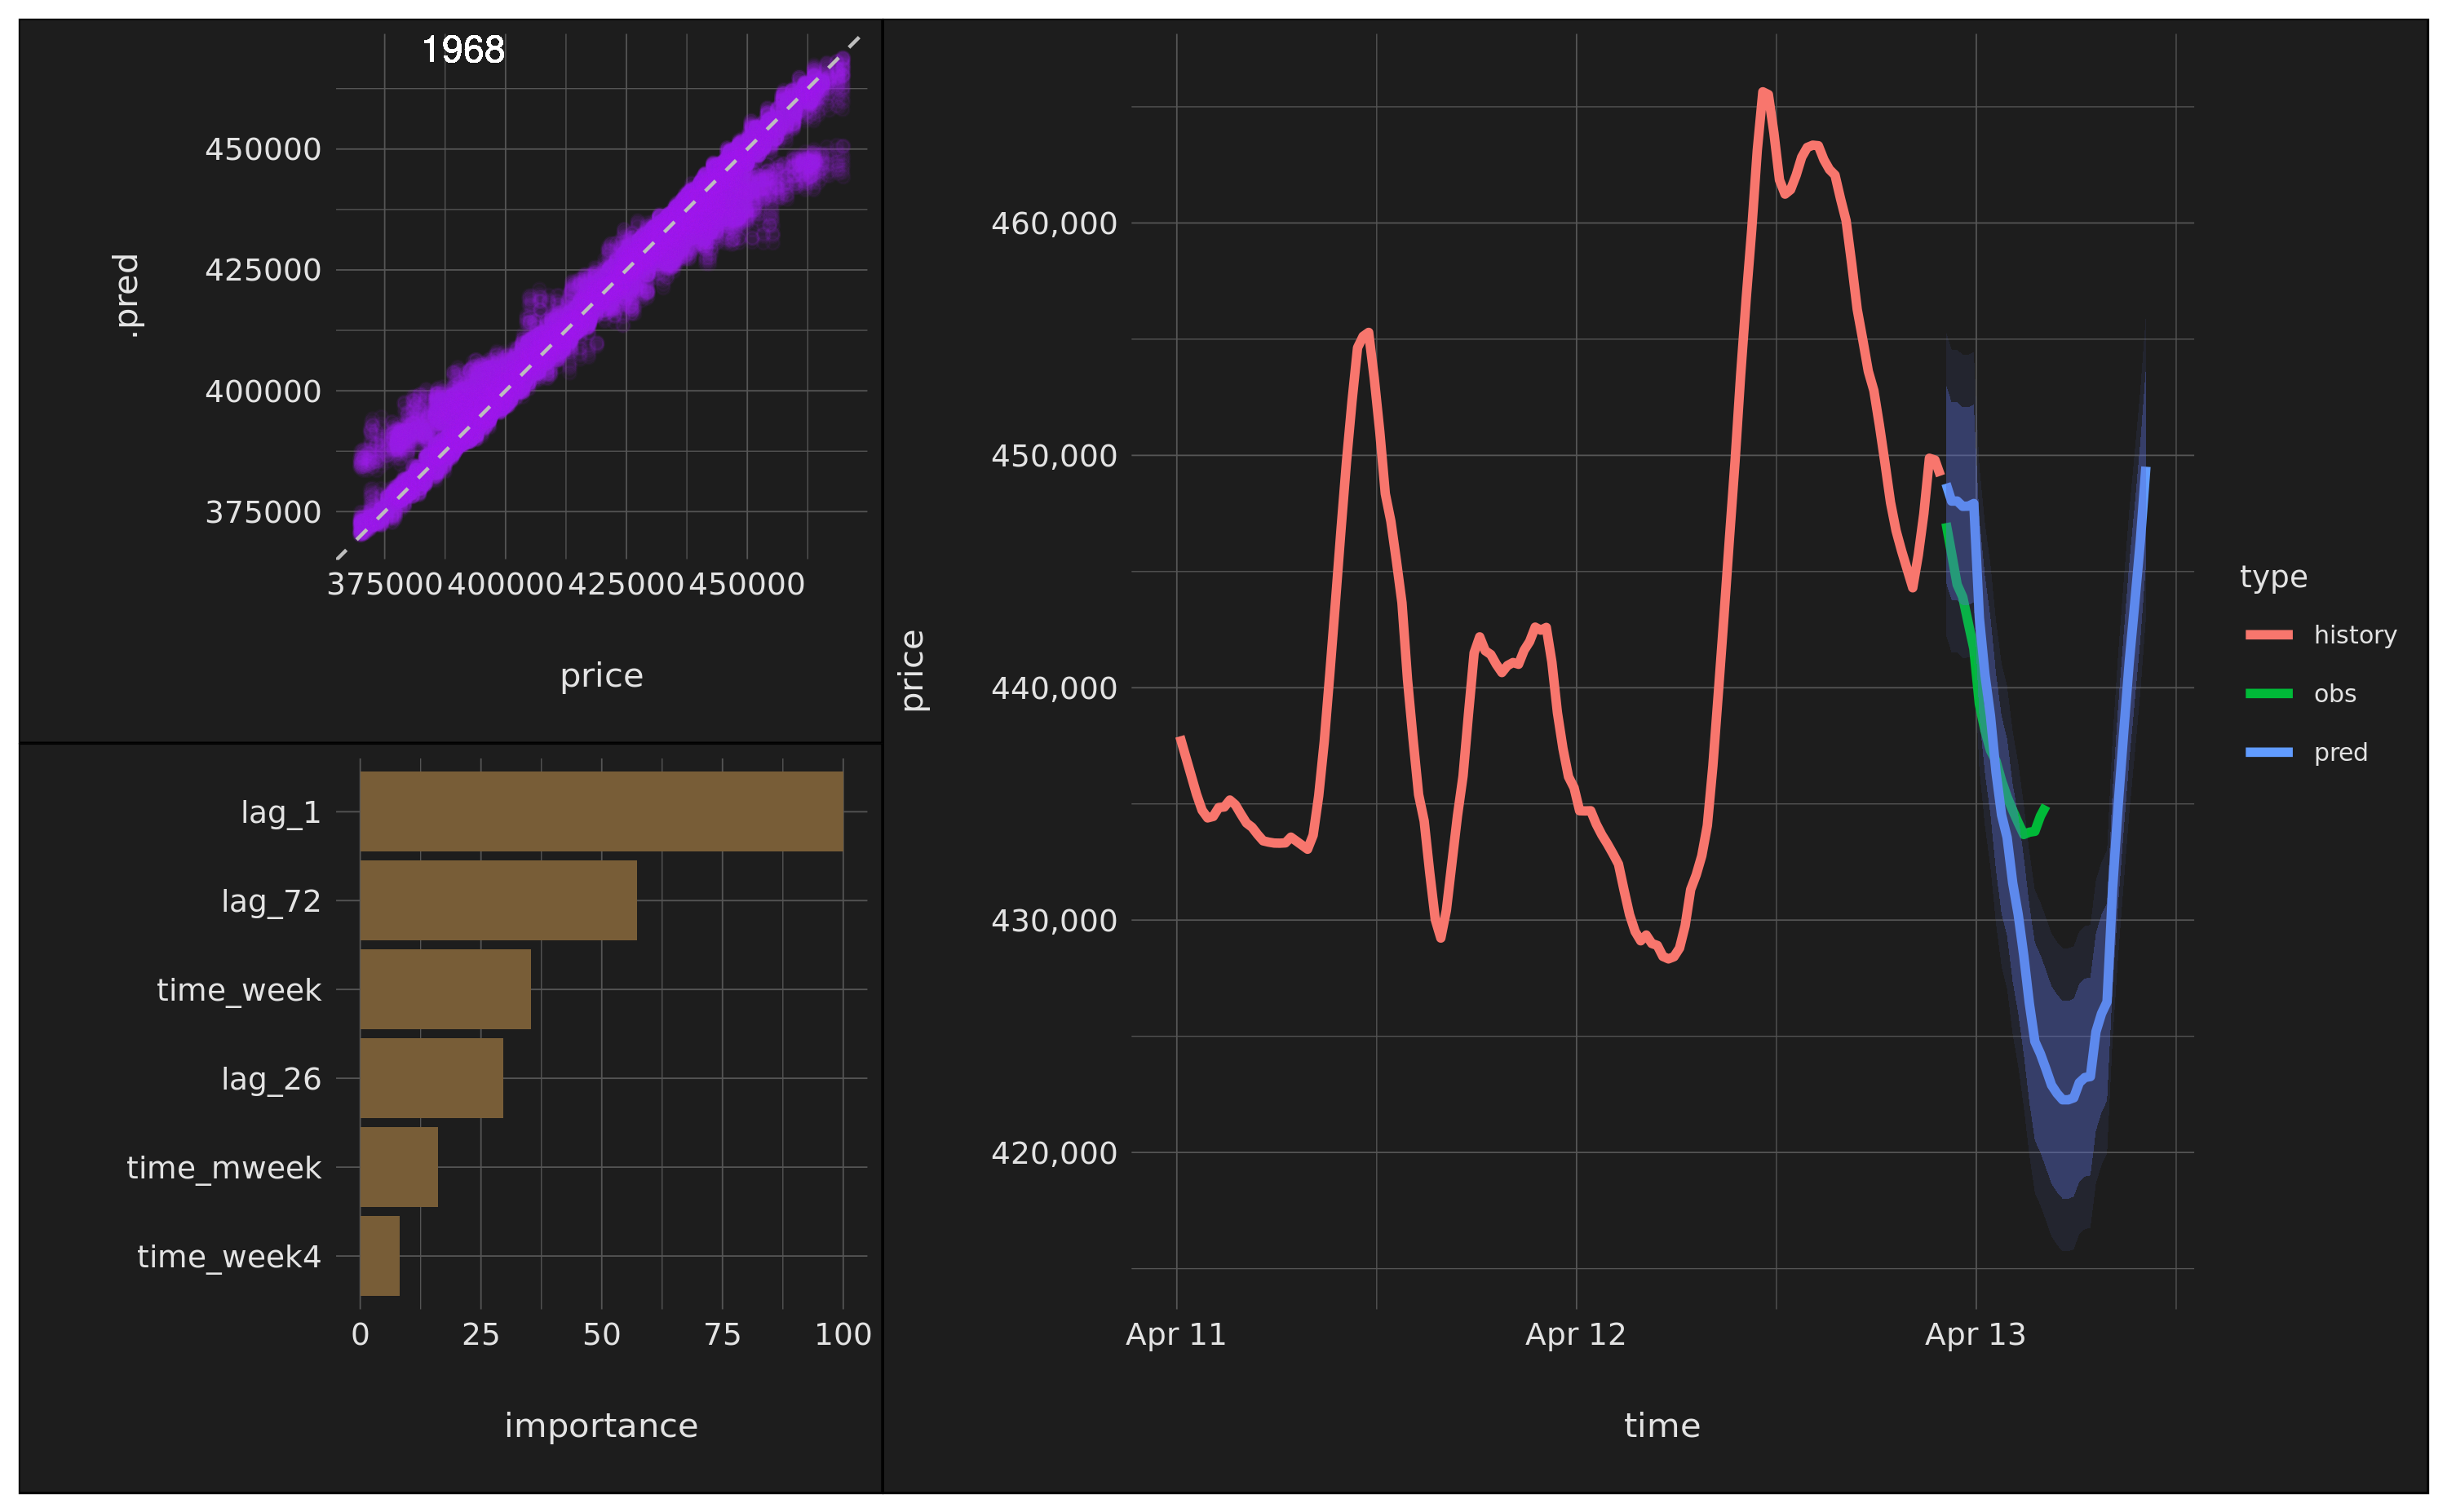 1968
.pred
450000
425000
400000
375000
375000 400000 425000 450000
price
lag_1
lag_72
time_week
lag_26
time_mweek
time_week4
0 25 50 75 100
importance
price
460,000
450,000
440,000
430,000
420,000
Apr 11 Apr 12 Apr 13
time
type
history
obs
pred